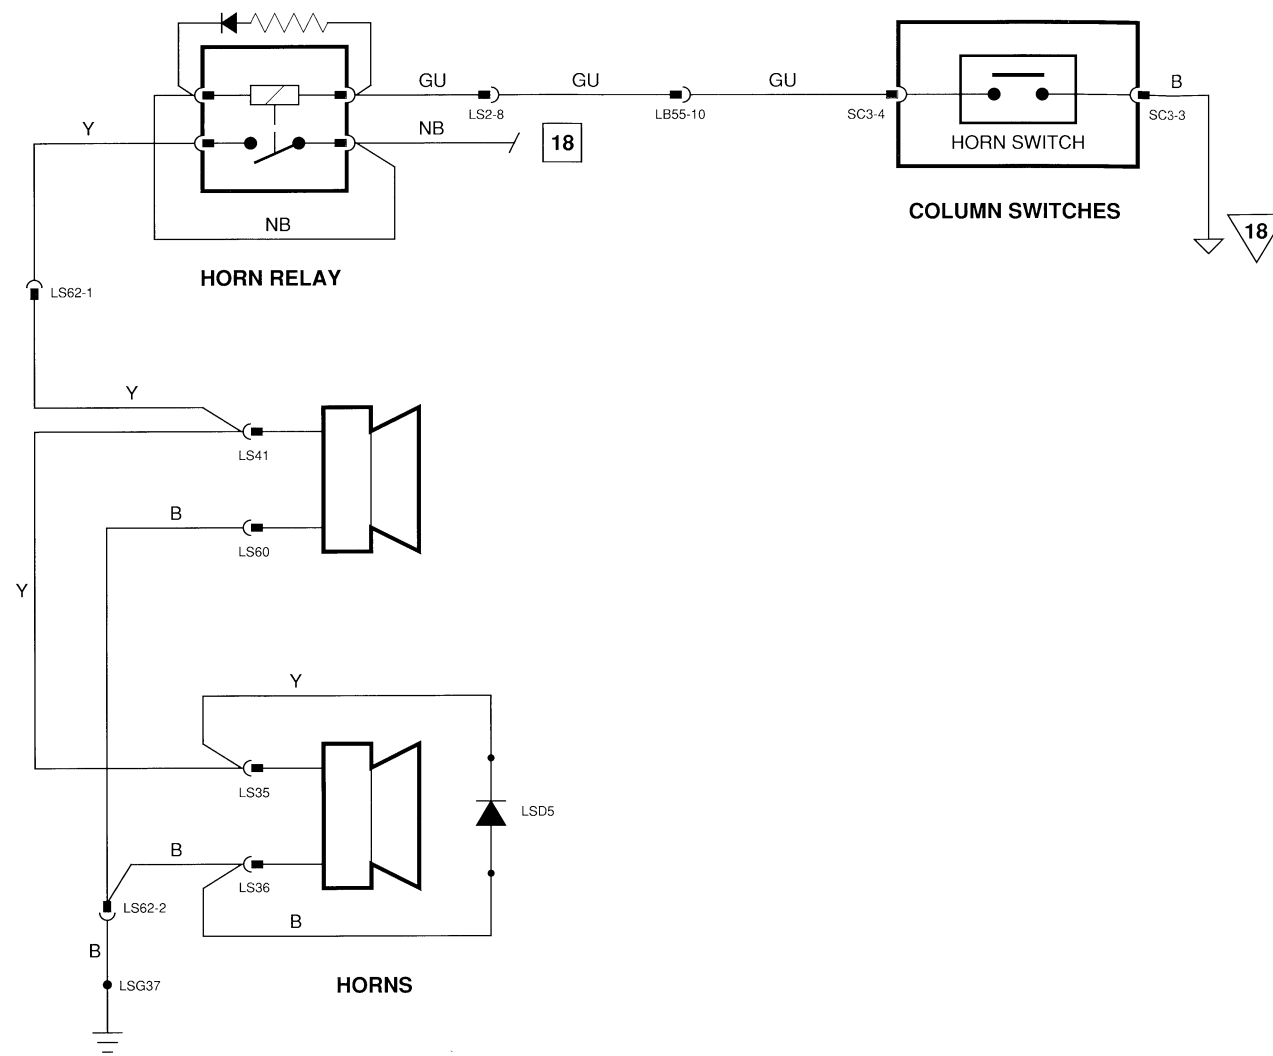 GU
GU
GU
B
LS2-8
LB55-10
SC3-4
SC3-3
Y
NB
18
HORN SWITCH
COLUMN SWITCHES
18
NB
HORN RELAY
LS62-1
Y
LS41
B
LS60
Y
Y
LS35
LSD5
B
LS36
LS62-2
B
B
LSG37
HORNS